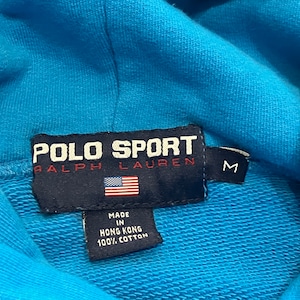 POLO SPORT
RALPH LAUREN
M
MADE
IN
HONG KONG
100% COTTON